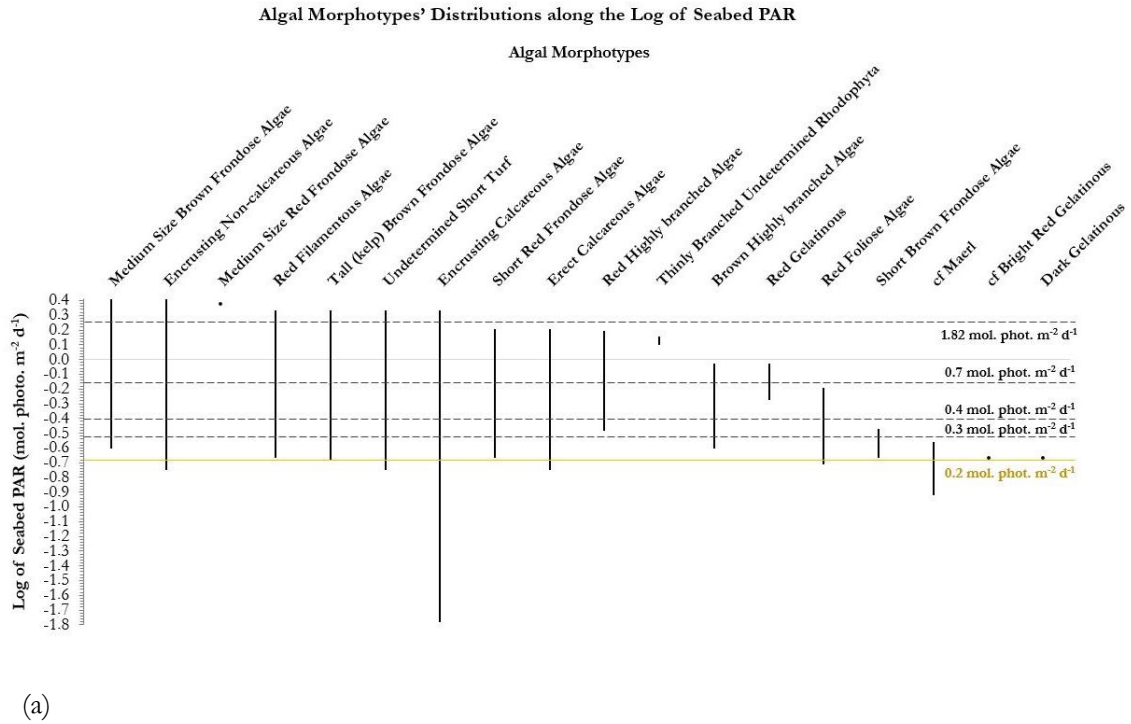 Algal Morphotypes’ Distributions along the Log of Seabed PAR
Algal Morphotypes
Medium Size Brown Frondose Algae
Encrusting Non-calcareous Algae
Medium Size Red Frondose Algae
Red Filamentous Algae
Tall (kelp) Brown Frondose Algae
Undetermined Short Turf
Encrusting Calcareous Algae
Short Red Frondose Algae
Erect Calcareous Algae
Red Highly branched Algae
Thinly Branched Undetermined Rhodophyta
Brown Highly branched Algae
Red Gelatinous
Red Foliose Algae
Short Brown Frondose Algae
cf Maerl
cf Bright Red Gelatinous
Dark Gelatinous
Log of Seabed PAR (mol. photo. m⁻² d⁻¹)
0.4
0.3
0.2
0.1
0.0
-0.1
-0.2
-0.3
-0.4
-0.5
-0.6
-0.7
-0.8
-0.9
-1.0
-1.1
-1.2
-1.3
-1.4
-1.5
-1.6
-1.7
-1.8
1.82 mol. phot. m⁻² d⁻¹
0.7 mol. phot. m⁻² d⁻¹
0.4 mol. phot. m⁻² d⁻¹
0.3 mol. phot. m⁻² d⁻¹
0.2 mol. phot. m⁻² d⁻¹
(a)